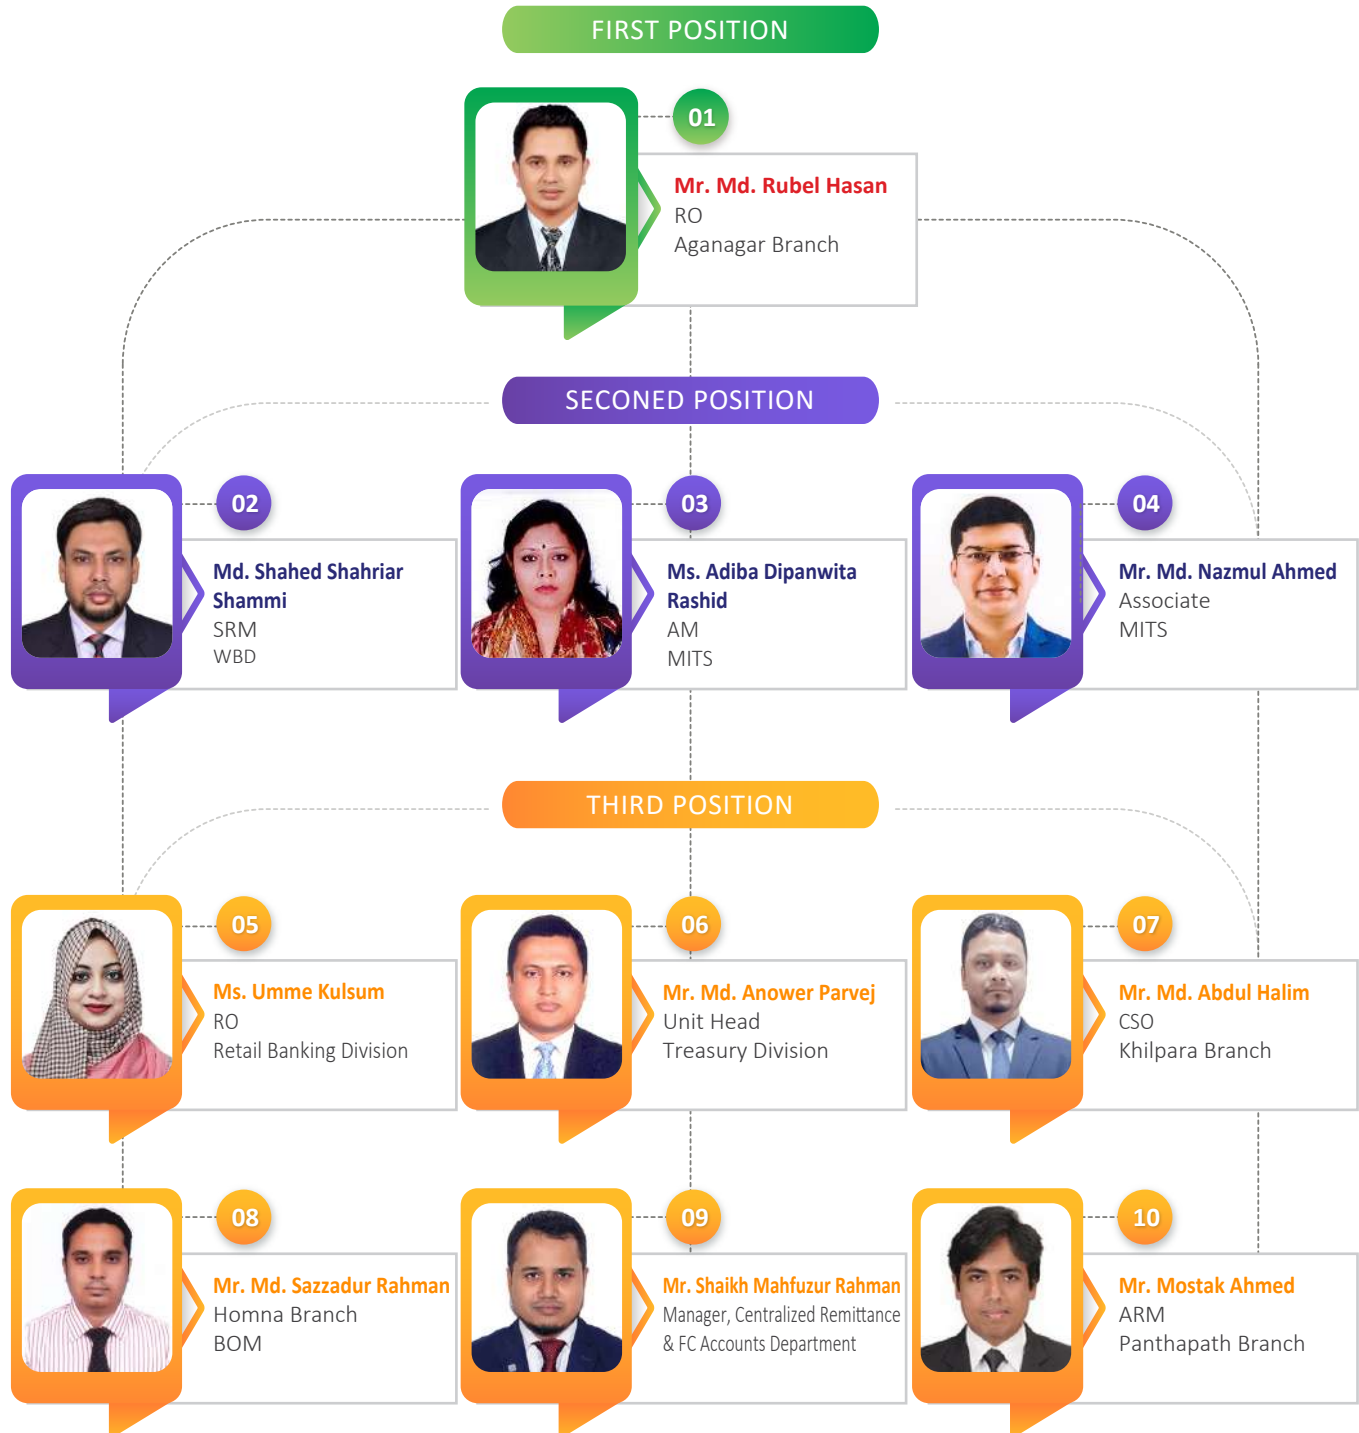 FIRST POSITION
01
Mr. Md. Rubel Hasan
RO
Aganagar Branch
SECONED POSITION
02
Md. Shahed Shahriar
Shammi
SRM
WBD
03
Ms. Adiba Dipanwita
Rashid
AM
MITS
04
Mr. Md. Nazmul Ahmed
Associate
MITS
THIRD POSITION
05
Ms. Umme Kulsum
RO
Retail Banking Division
06
Mr. Md. Anower Parvej
Unit Head
Treasury Division
07
Mr. Md. Abdul Halim
CSO
Khilpara Branch
08
Mr. Md. Sazzadur Rahman
Homna Branch
BOM
09
Mr. Shaikh Mahfuzur Rahman
Manager, Centralized Remittance
& FC Accounts Department
10
Mr. Mostak Ahmed
ARM
Panthapath Branch